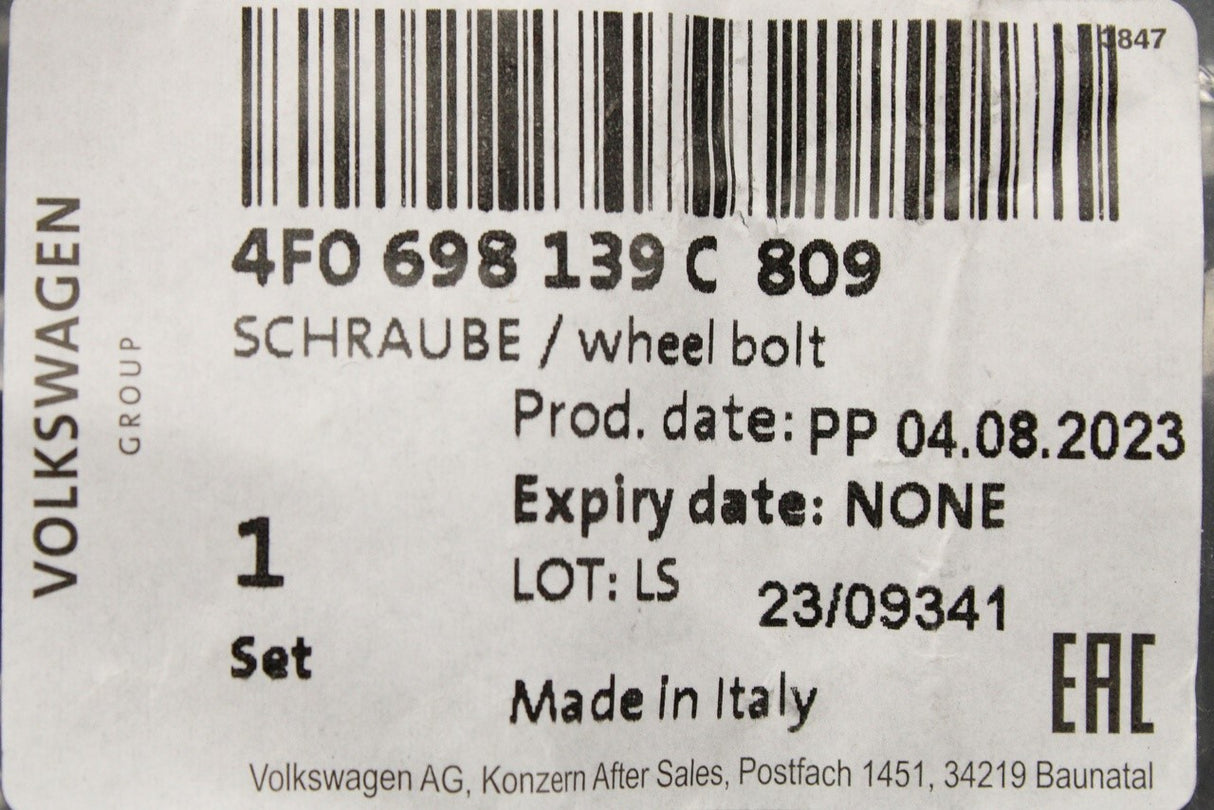 3847
4F0 698 139 C 809
SCHRAUBE / wheel bolt
Prod. date: PP 04.08.2023
Expiry date: NONE
1
LOT: LS 23/09341
Set
Made in Italy
EAC
Volkswagen AG, Konzern After Sales, Postfach 1451, 34219 Baunatal
VOLKSWAGEN
GROUP